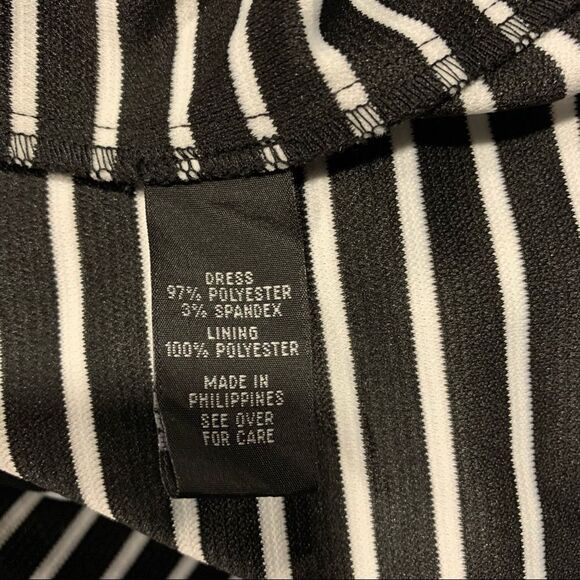 DRESS
97% POLYESTER
3% SPANDEX
LINING
100% POLYESTER
MADE IN
PHILIPPINES
SEE OVER
FOR CARE